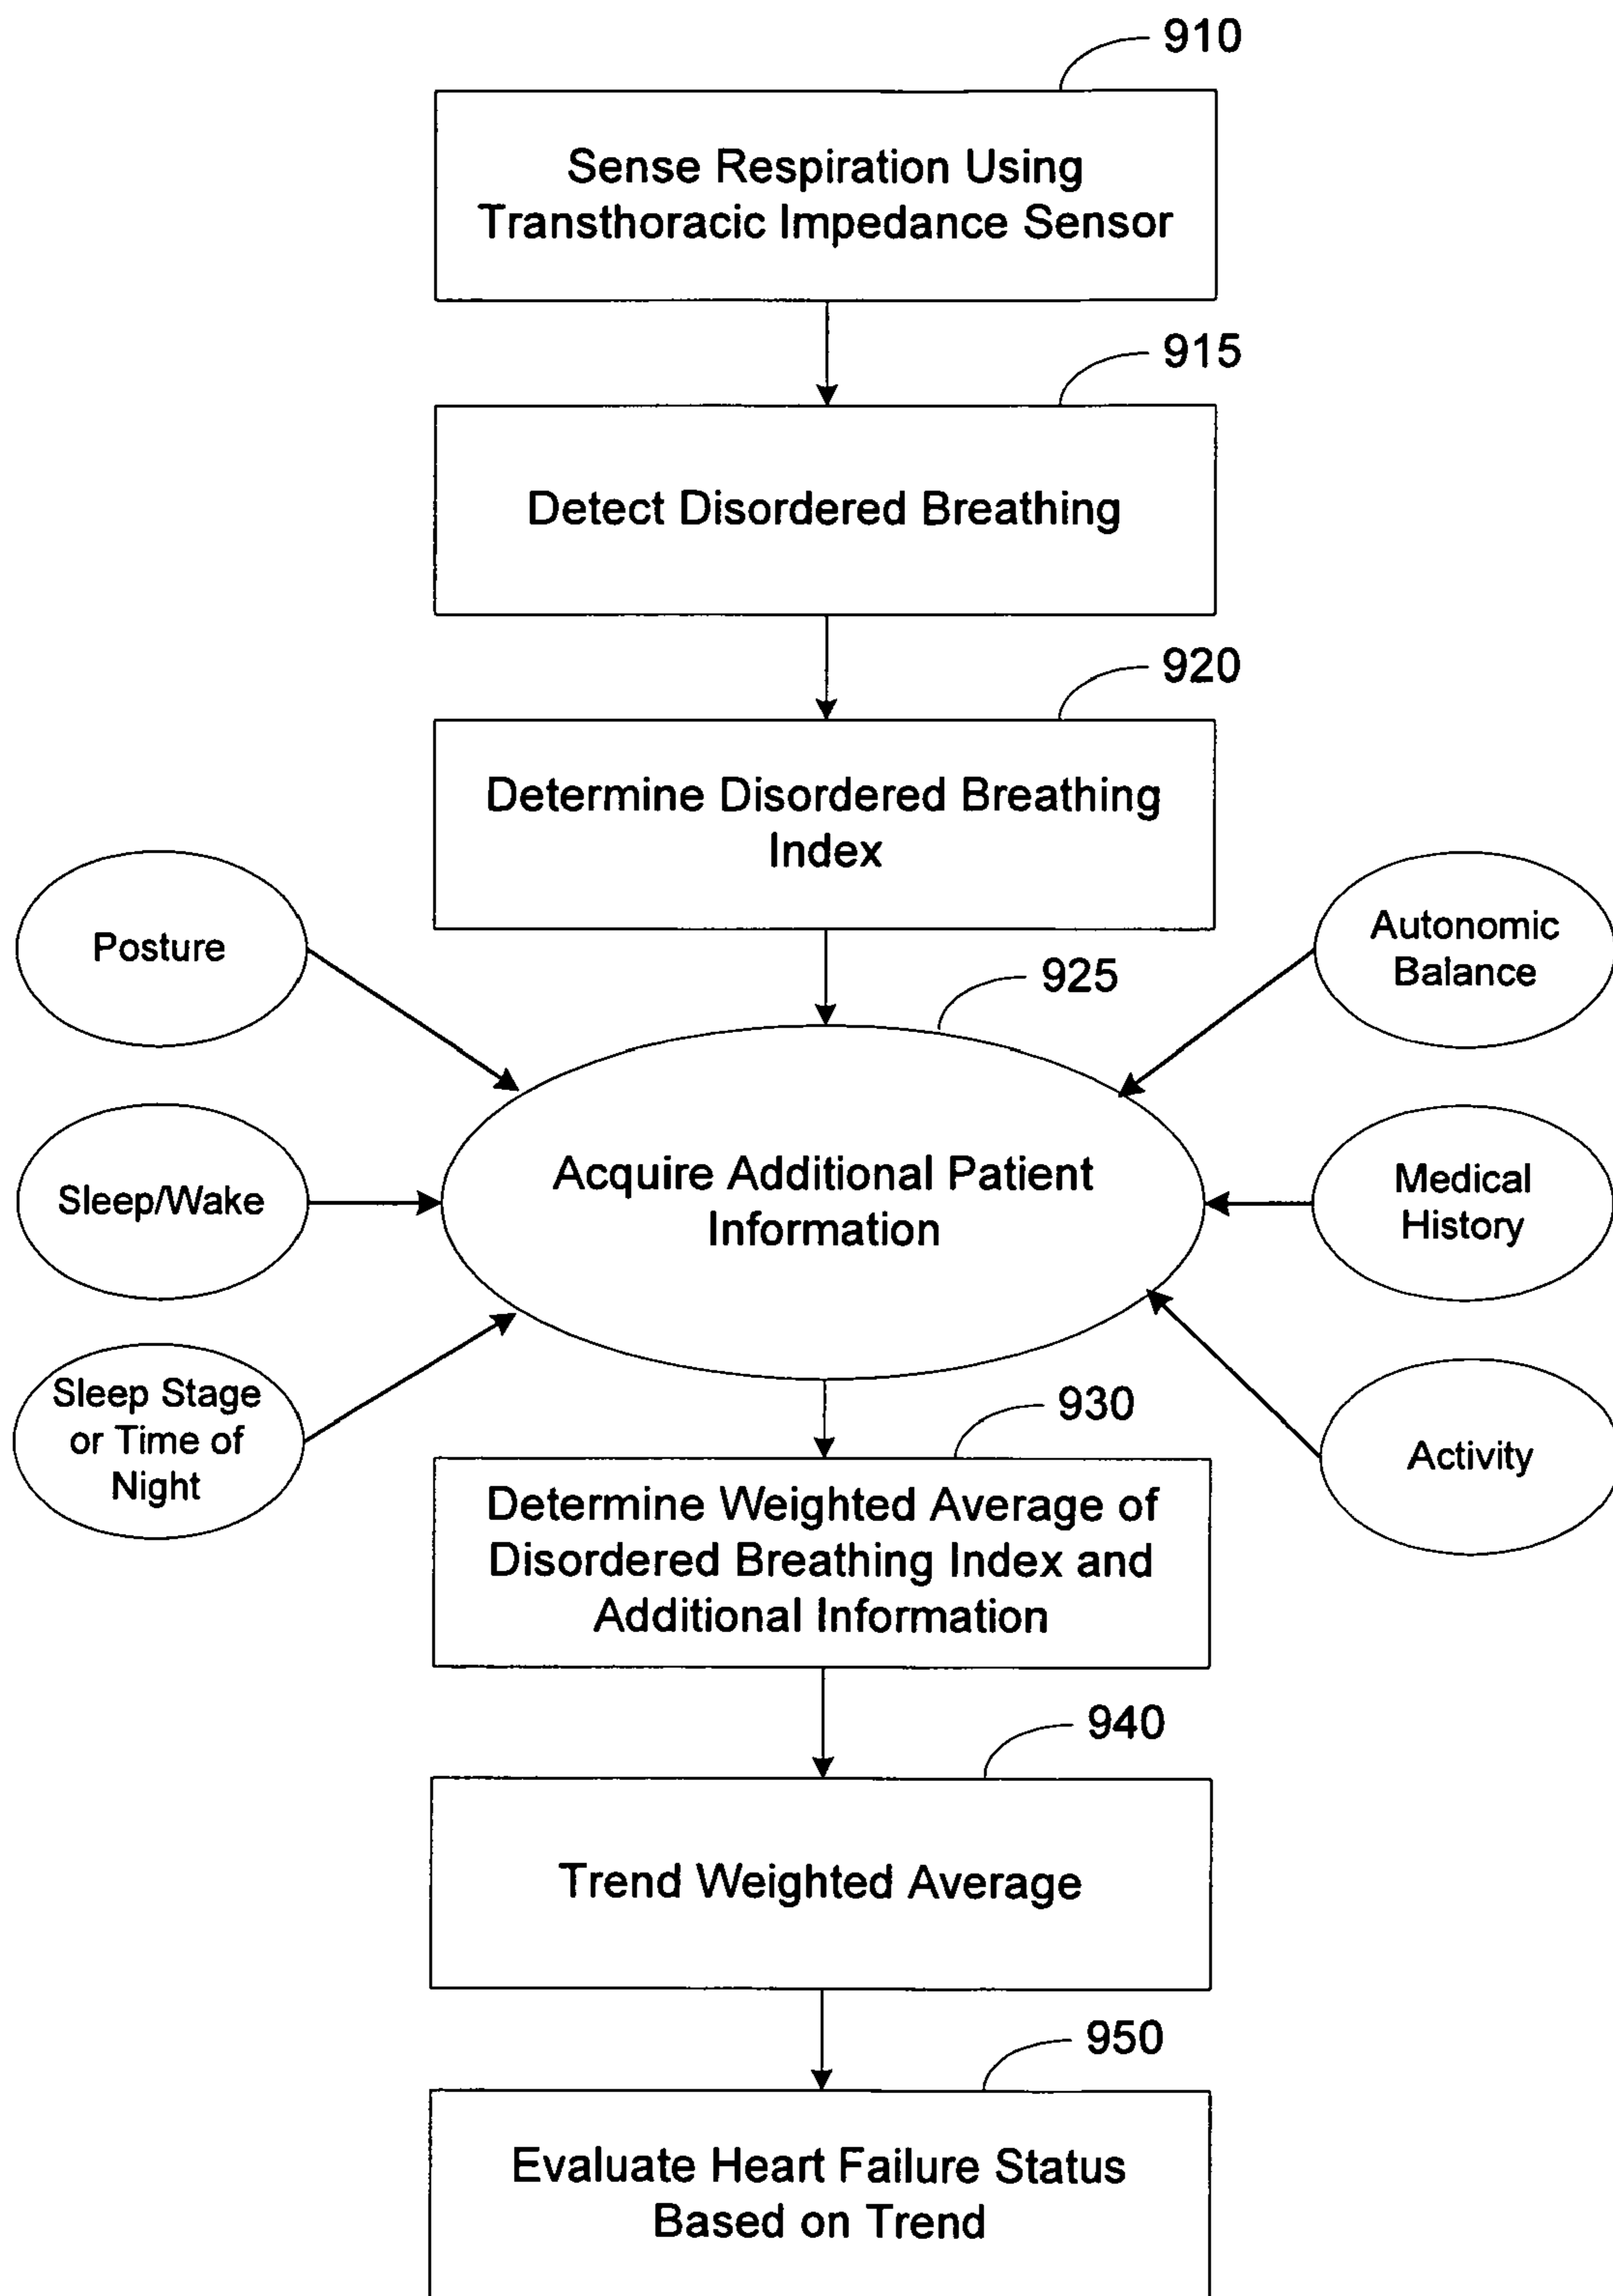 910
Sense Respiration Using
Transthoracic Impedance Sensor
915
Detect Disordered Breathing
920
Determine Disordered Breathing
Index
Posture
Autonomic
Balance
925
Acquire Additional Patient
Information
Sleep/Wake
Medical
History
Sleep Stage
or Time of
Night
Activity
930
Determine Weighted Average of
Disordered Breathing Index and
Additional Information
940
Trend Weighted Average
950
Evaluate Heart Failure Status
Based on Trend